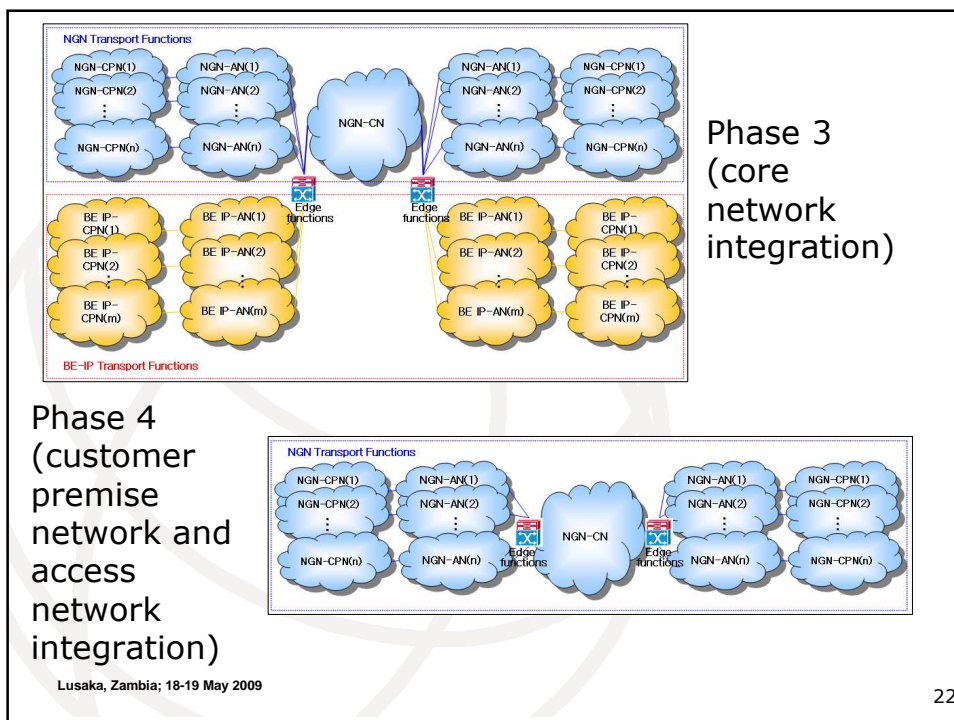 NGN Transport Functions
NGN-CPN(1)
NGN-AN(1)
NGN-AN(1)
NGN-CPN(1)
NGN-CPN(2)
NGN-AN(2)
NGN-AN(2)
NGN-CPN(2)
NGN-CN
NGN-CPN(n)
NGN-AN(n)
NGN-AN(n)
NGN-CPN(n)
Edge
functions
Edge
functions
BE IP-
CPN(1)
BE IP-AN(1)
BE IP-AN(1)
BE IP-
CPN(1)
BE IP-
CPN(2)
BE IP-AN(2)
BE IP-AN(2)
BE IP-
CPN(2)
BE IP-
CPN(m)
BE IP-AN(m)
BE IP-AN(m)
BE IP-
CPN(m)
BE-IP Transport Functions
Phase 3
(core
network
integration)
Phase 4
(customer
premise
network and
access
network
integration)
NGN Transport Functions
NGN-CPN(1)
NGN-AN(1)
NGN-AN(1)
NGN-CPN(1)
NGN-CPN(2)
NGN-AN(2)
NGN-AN(2)
NGN-CPN(2)
NGN-CN
Edge
functions
Edge
functions
NGN-CPN(n)
NGN-AN(n)
NGN-AN(n)
NGN-CPN(n)
Lusaka, Zambia; 18-19 May 2009
22